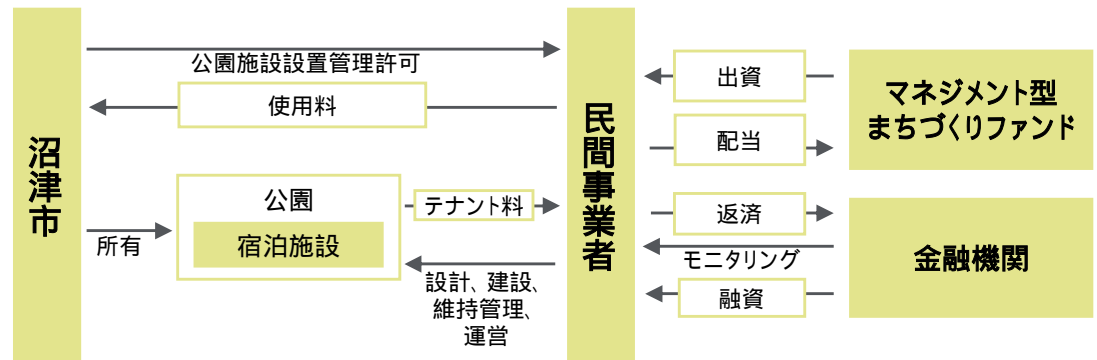 沼津市
公園施設設置管理許可
使用料
所有
公園
宿泊施設
テナント料
設計、建設、
維持管理、
運営
民間事業者
出資
配当
マネジメント型
まちづくりファンド
返済
モニタリング
融資
金融機関